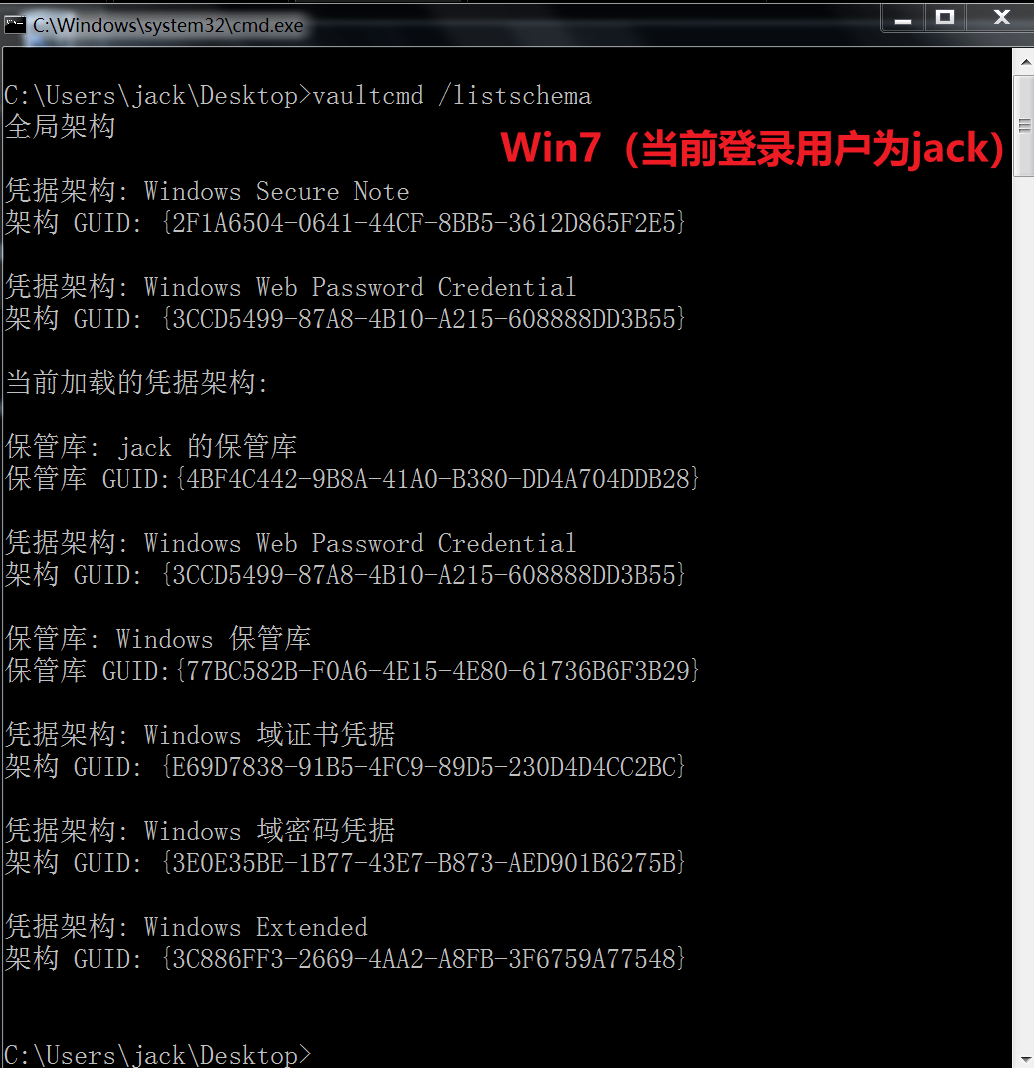 C:\Windows\system32\cmd.exe
C:\Users\jack\Desktop>vaultcmd /listschema
全局架构
Win7（当前登录用户为jack）
凭据架构: Windows Secure Note
架构 GUID: {2F1A6504-0641-44CF-8BB5-3612D865F2E5}
凭据架构: Windows Web Password Credential
架构 GUID: {3CCD5499-87A8-4B10-A215-608888DD3B55}
当前加载的凭据架构:
保管库: jack 的保管库
保管库 GUID:{4BF4C442-9B8A-41A0-B380-DD4A704DDB28}
凭据架构: Windows Web Password Credential
架构 GUID: {3CCD5499-87A8-4B10-A215-608888DD3B55}
保管库: Windows 保管库
保管库 GUID:{77BC582B-F0A6-4E15-4E80-61736B6F3B29}
凭据架构: Windows 域证书凭据
架构 GUID: {E69D7838-91B5-4FC9-89D5-230D4D4CC2BC}
凭据架构: Windows 域密码凭据
架构 GUID: {3E0E35BE-1B77-43E7-B873-AED901B6275B}
凭据架构: Windows Extended
架构 GUID: {3C886FF3-2669-4AA2-A8FB-3F6759A77548}
C:\Users\jack\Desktop>